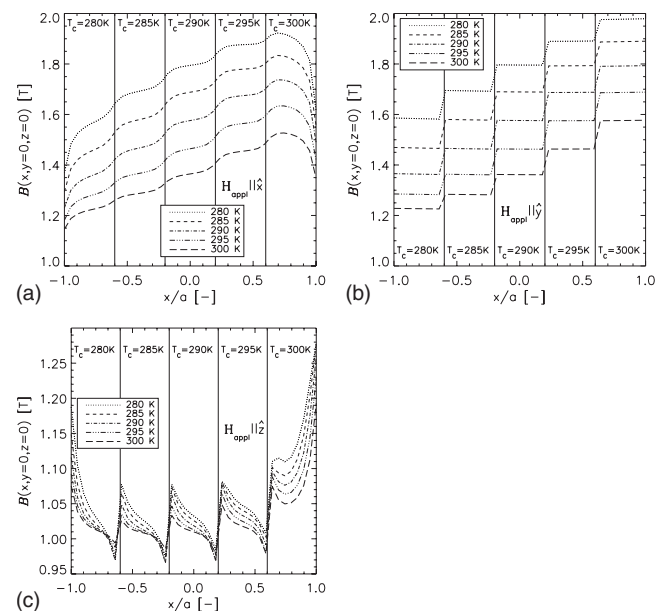 T_c=280K T_c=285K T_c=290K T_c=295K T_c=300K
B(x,y=0,z=0) [T]
2.0
1.8
1.6
1.4
1.2
1.0
H_appl||x̂
280 K
285 K
290 K
295 K
300 K
-1.0 -0.5 0.0 0.5 1.0
x/a [-]
(a)
280 K
285 K
290 K
295 K
300 K
B(x,y=0,z=0) [T]
2.0
1.8
1.6
1.4
1.2
1.0
H_appl||ŷ
T_c=280K T_c=285K T_c=290K T_c=295K T_c=300K
-1.0 -0.5 0.0 0.5 1.0
x/a [-]
(b)
T_c=280K T_c=285K T_c=290K T_c=295K T_c=300K
B(x,y=0,z=0) [T]
1.25
1.20
1.15
1.10
1.05
1.00
0.95
280 K
285 K
290 K
295 K
300 K
H_appl||ẑ
-1.0 -0.5 0.0 0.5 1.0
x/a [-]
(c)